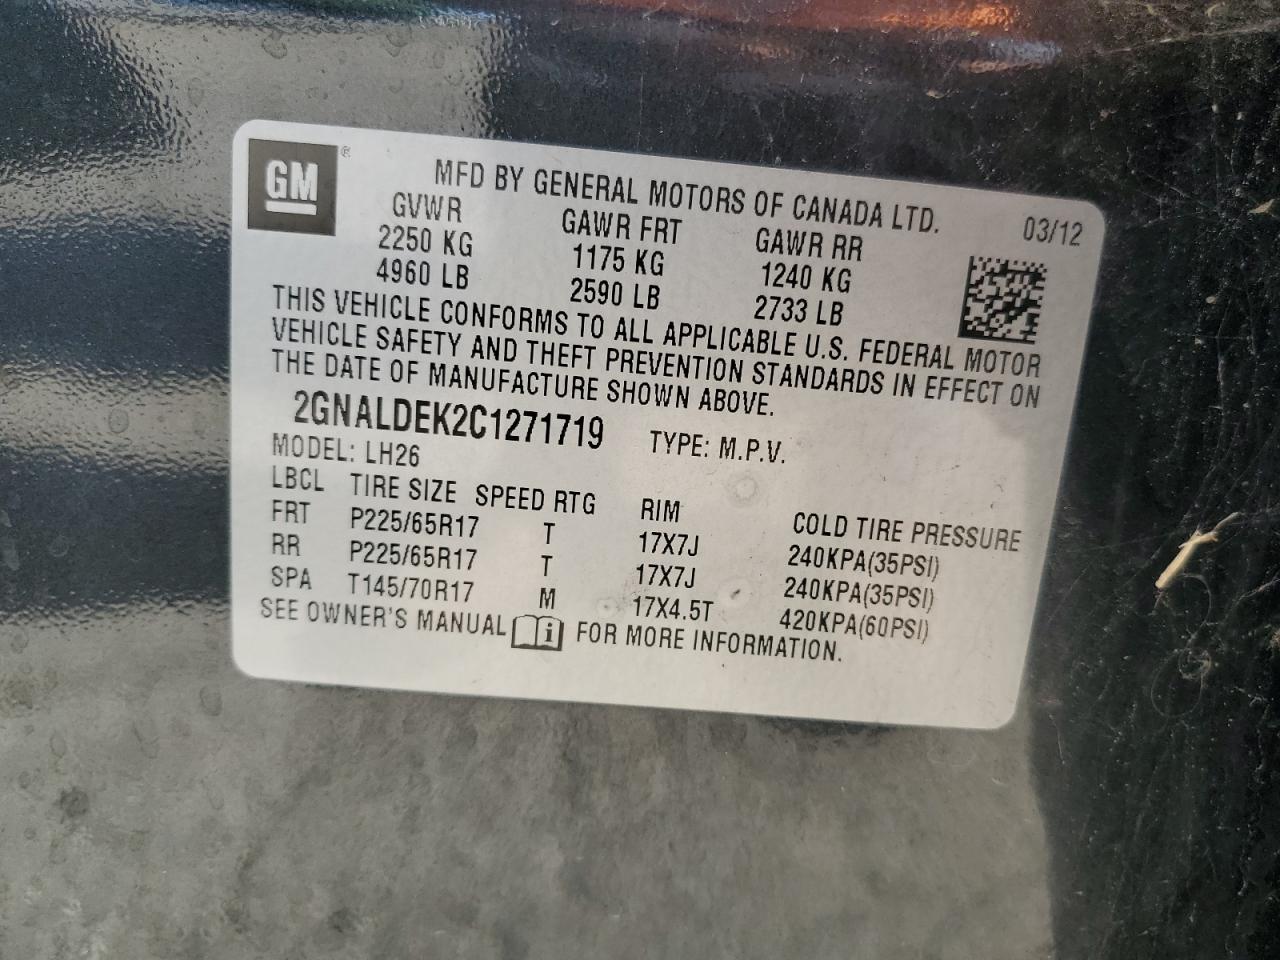 GM ®
MFD BY GENERAL MOTORS OF CANADA LTD. 03/12
GVWR GAWR FRT GAWR RR
2250 KG 1175 KG 1240 KG
4960 LB 2590 LB 2733 LB
THIS VEHICLE CONFORMS TO ALL APPLICABLE U.S. FEDERAL MOTOR
VEHICLE SAFETY AND THEFT PREVENTION STANDARDS IN EFFECT ON
THE DATE OF MANUFACTURE SHOWN ABOVE.
2GNALDEK2C1271719 TYPE: M.P.V.
MODEL: LH26
LBCL TIRE SIZE SPEED RTG RIM COLD TIRE PRESSURE
FRT P225/65R17 T 17X7J 240KPA(35PSI)
RR P225/65R17 T 17X7J 240KPA(35PSI)
SPA T145/70R17 M 17X4.5T 420KPA(60PSI)
SEE OWNER'S MANUAL i FOR MORE INFORMATION.